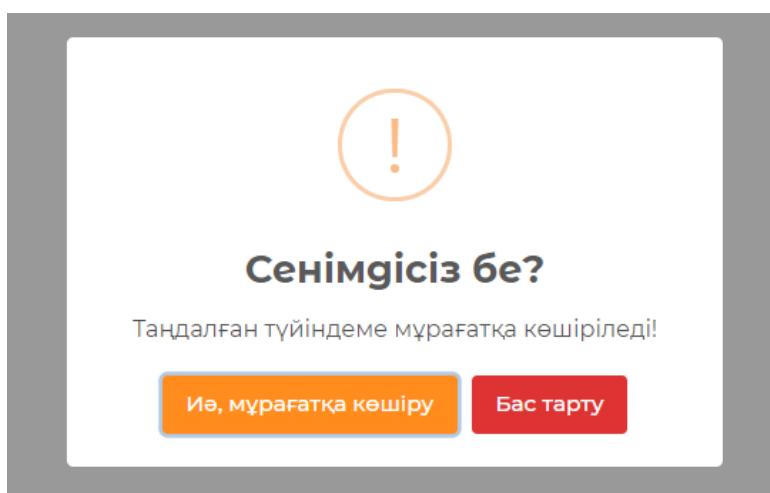 !
Сенімдісіз бе?
Таңдалған түйіндеме мұрағатқа көшіріледі!
Иә, мұрағатқа көшіру
Бас тарту